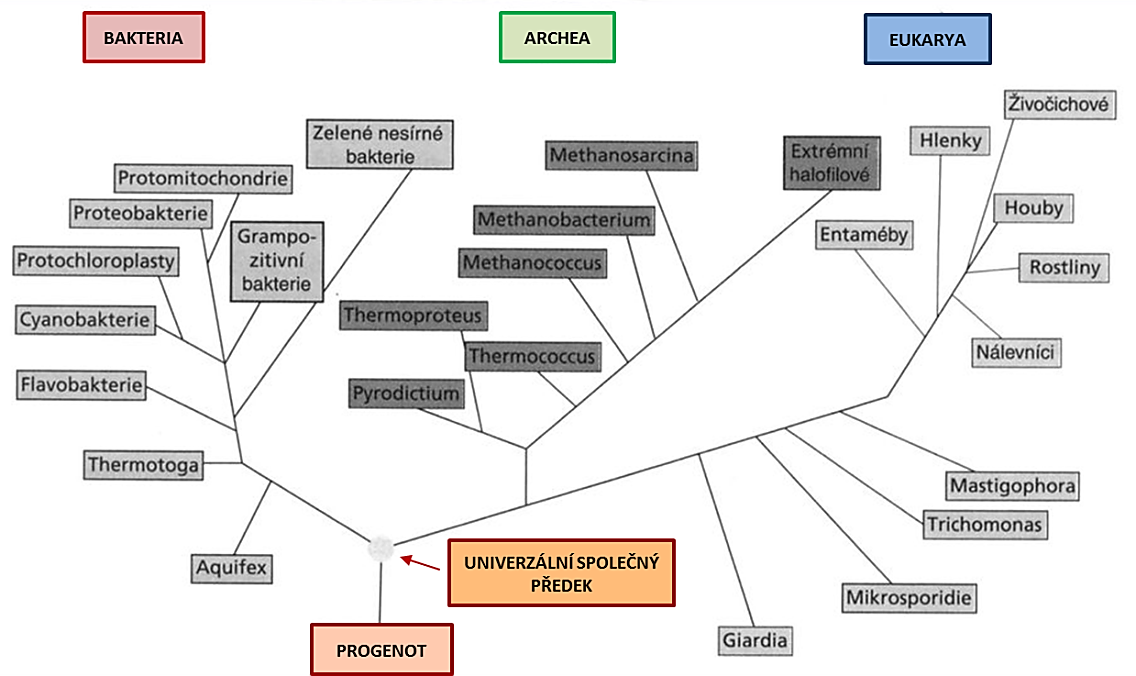 BAKTERIA
ARCHEA
EUKARYA
Zelené nesírné
bakterie
Protomitochondrie
Proteobakterie
Grampo-
zitivní
bakterie
Protochloroplasty
Cyanobakterie
Flavobakterie
Thermotoga
Aquifex
Methanosarcina
Extrémní
halofilové
Methanobacterium
Methanococcus
Thermoproteus
Thermococcus
Pyrodictium
Živočichové
Hlenky
Houby
Entaméby
Rostliny
Nálevníci
Mastigophora
Trichomonas
Mikrosporidie
Giardia
UNIVERZÁLNÍ SPOLEČNÝ
PŘEDEK
PROGENOT